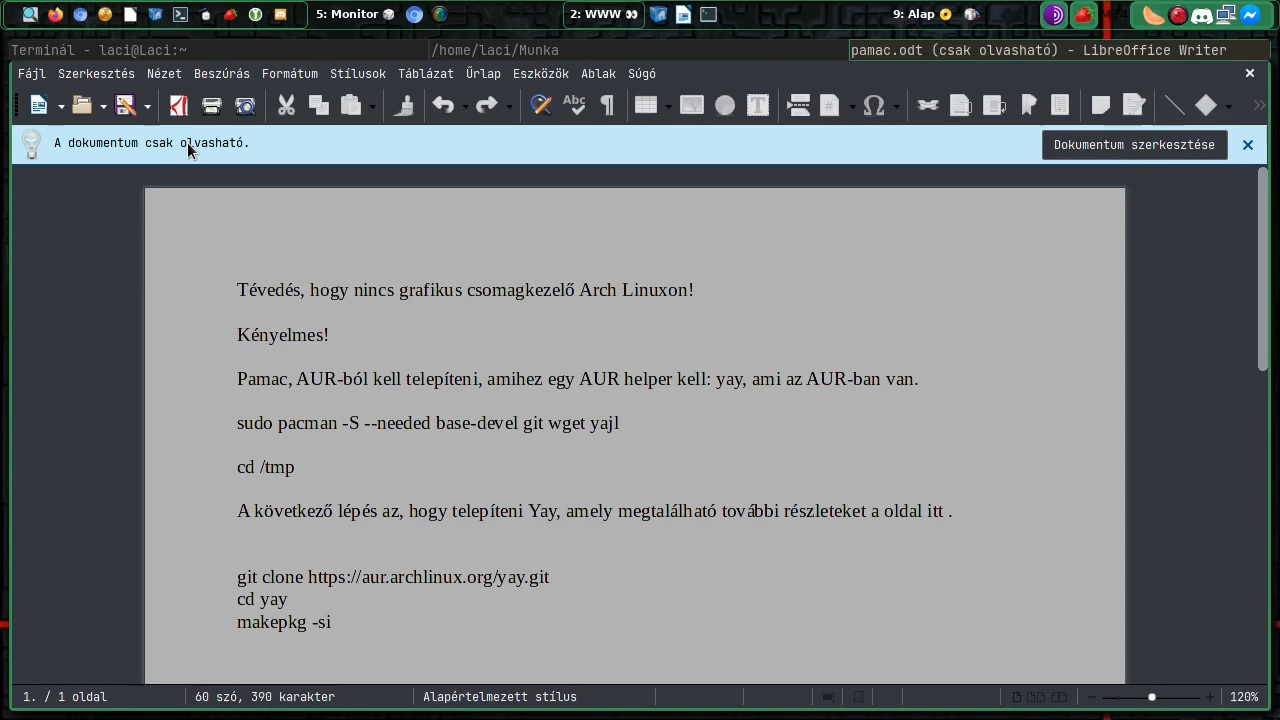 5: Monitor
2: WWW
9: Alap
Terminál - laci@Laci:~
/home/laci/Munka
pamac.odt (csak olvasható) - LibreOffice Writer
Fájl Szerkesztés Nézet Beszúrás Formátum Stílusok Táblázat Űrlap Eszközök Ablak Súgó
A dokumentum csak olvasható.
Dokumentum szerkesztése
Tévedés, hogy nincs grafikus csomagkezelő Arch Linuxon!
Kényelmes!
Pamac, AUR-ból kell telepíteni, amihez egy AUR helper kell: yay, ami az AUR-ban van.
sudo pacman -S --needed base-devel git wget yajl
cd /tmp
A következő lépés az, hogy telepíteni Yay, amely megtalálható további részleteket a oldal itt .
git clone https://aur.archlinux.org/yay.git
cd yay
makepkg -si
1. / 1 oldal
60 szó, 390 karakter
Alapértelmezett stílus
120%